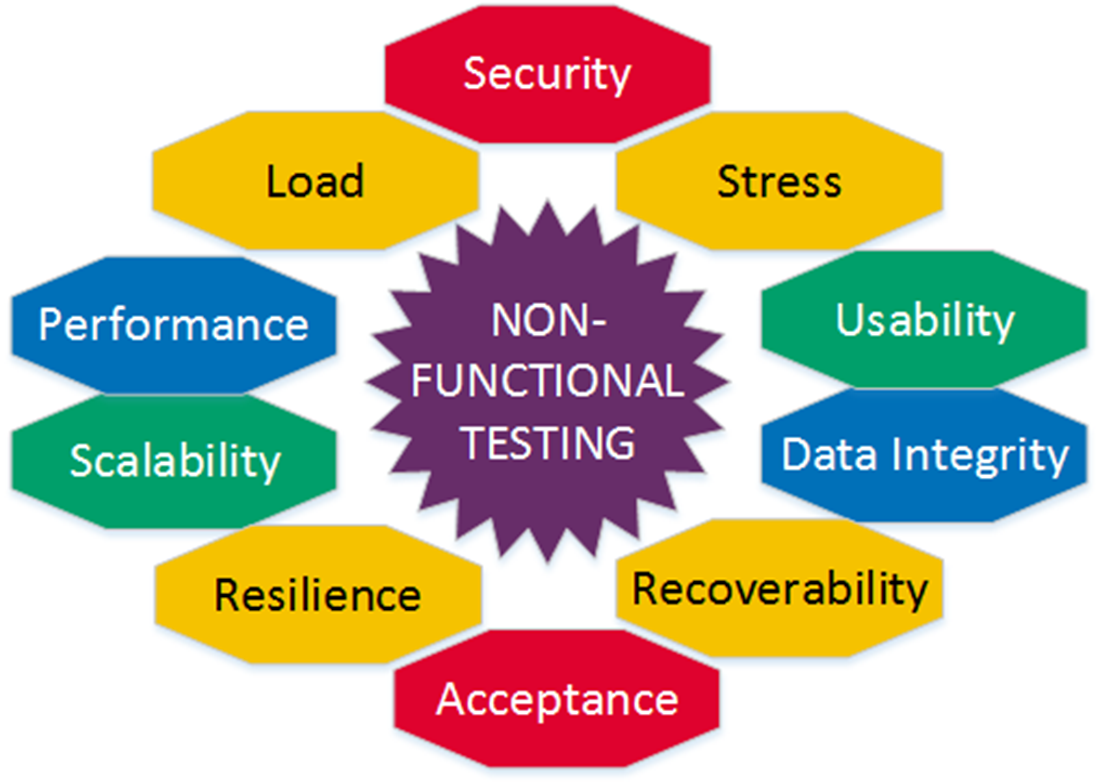 Security
Load
Stress
Performance
NON-
FUNCTIONAL
TESTING
Usability
Scalability
Data Integrity
Resilience
Recoverability
Acceptance